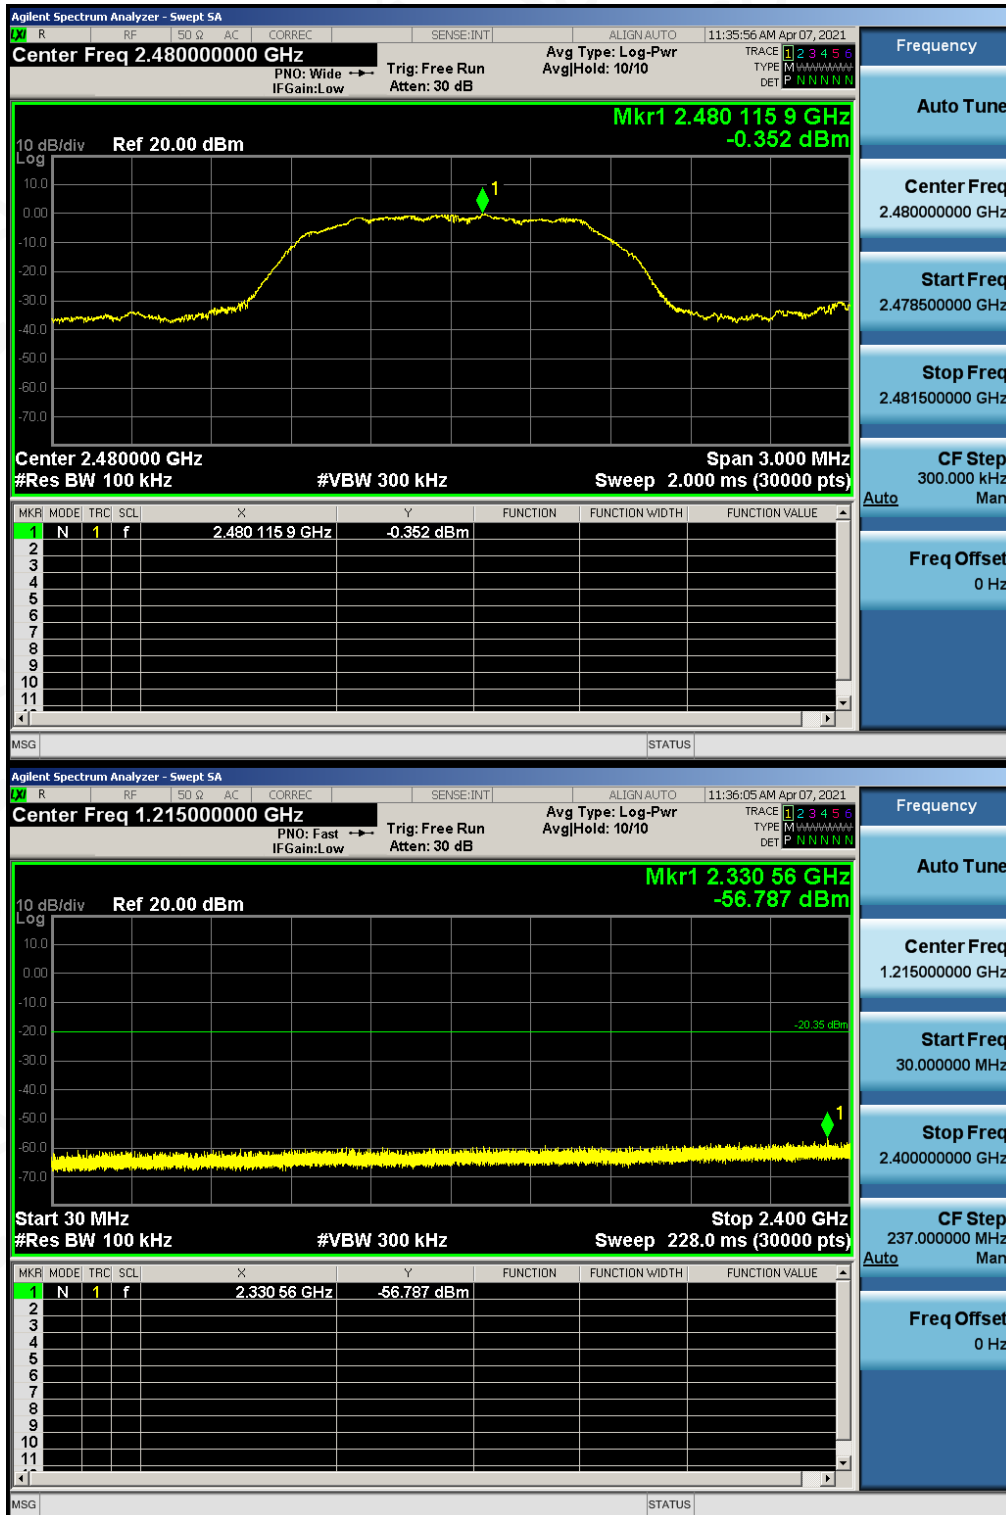 Agilent Spectrum Analyzer - Swept SA
LXI R RF 50 Ω AC CORREC SENSE:INT ALIGN AUTO 11:35:56 AM Apr 07, 2021
Center Freq 2.480000000 GHz
PNO: Wide
IFGain:Low
Trig: Free Run
Atten: 30 dB
Avg Type: Log-Pwr
Avg|Hold: 10/10
TRACE 1 2 3 4 5 6
TYPE M WWWWW
DET P N N N N N
Mkr1 2.480 115 9 GHz
-0.352 dBm
10 dB/div Ref 20.00 dBm
Log
10.0
0.00
-10.0
-20.0
-30.0
-40.0
-50.0
-60.0
-70.0
1
Center 2.480000 GHz Span 3.000 MHz
#Res BW 100 kHz #VBW 300 kHz Sweep 2.000 ms (30000 pts)
MKR MODE TRC SCL X Y FUNCTION FUNCTION WIDTH FUNCTION VALUE
1 N 1 f 2.480 115 9 GHz -0.352 dBm
2
3
4
5
6
7
8
9
10
11
MSG STATUS
Frequency
Auto Tune
Center Freq
2.480000000 GHz
Start Freq
2.478500000 GHz
Stop Freq
2.481500000 GHz
CF Step
300.000 kHz
Auto Man
Freq Offset
0 Hz
Agilent Spectrum Analyzer - Swept SA
LXI R RF 50 Ω AC CORREC SENSE:INT ALIGN AUTO 11:36:05 AM Apr 07, 2021
Center Freq 1.215000000 GHz
PNO: Fast
IFGain:Low
Trig: Free Run
Atten: 30 dB
Avg Type: Log-Pwr
Avg|Hold: 10/10
TRACE 1 2 3 4 5 6
TYPE M WWWWW
DET P N N N N N
Mkr1 2.330 56 GHz
-56.787 dBm
10 dB/div Ref 20.00 dBm
Log
10.0
0.00
-10.0
-20.0
-30.0
-40.0
-50.0
-60.0
-70.0
-20.35 dBm
1
Start 30 MHz Stop 2.400 GHz
#Res BW 100 kHz #VBW 300 kHz Sweep 228.0 ms (30000 pts)
MKR MODE TRC SCL X Y FUNCTION FUNCTION WIDTH FUNCTION VALUE
1 N 1 f 2.330 56 GHz -56.787 dBm
2
3
4
5
6
7
8
9
10
11
MSG STATUS
Frequency
Auto Tune
Center Freq
1.215000000 GHz
Start Freq
30.000000 MHz
Stop Freq
2.400000000 GHz
CF Step
237.000000 MHz
Auto Man
Freq Offset
0 Hz